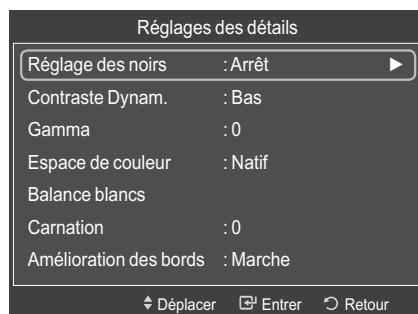 Réglages des détails
Réglage des noirs : Arrêt ►
Contraste Dynam. : Bas
Gamma : 0
Espace de couleur : Natif
Balance blancs
Carnation : 0
Amélioration des bords : Marche
Déplacer Entrer Retour